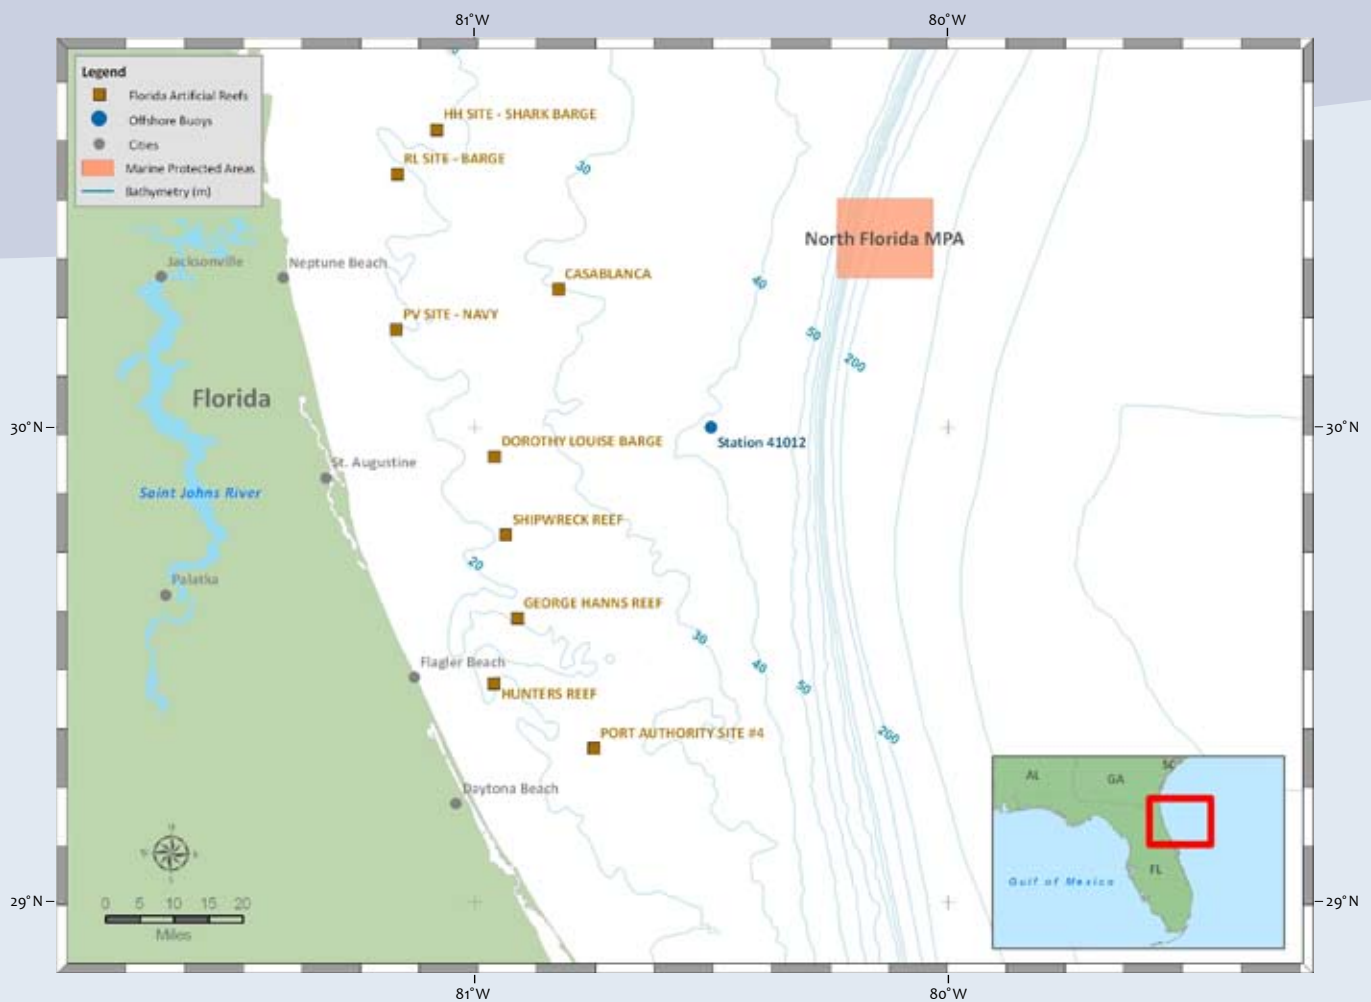 81°W
80°W
Legend
Florida Artificial Reefs
Offshore Buoys
Cities
Marine Protected Areas
Bathymetry (m)
HH SITE - SHARK BARGE
RL SITE - BARGE
30
North Florida MPA
Jacksonville
Neptune Beach
CASABLANCA
40
PV SITE - NAVY
50
200
Florida
30°N
30°N
DOROTHY LOUISE BARGE
Station 41012
St. Augustine
Saint Johns River
SHIPWRECK REEF
20
Palatka
GEORGE HANNS REEF
30
40
Flagler Beach
50
HUNTERS REEF
PORT AUTHORITY SITE #4
200
Daytona Beach
SC
AL
GA
FL
Gulf of Mexico
N
S
0 5 10 15 20
Miles
29°N
29°N
81°W
80°W